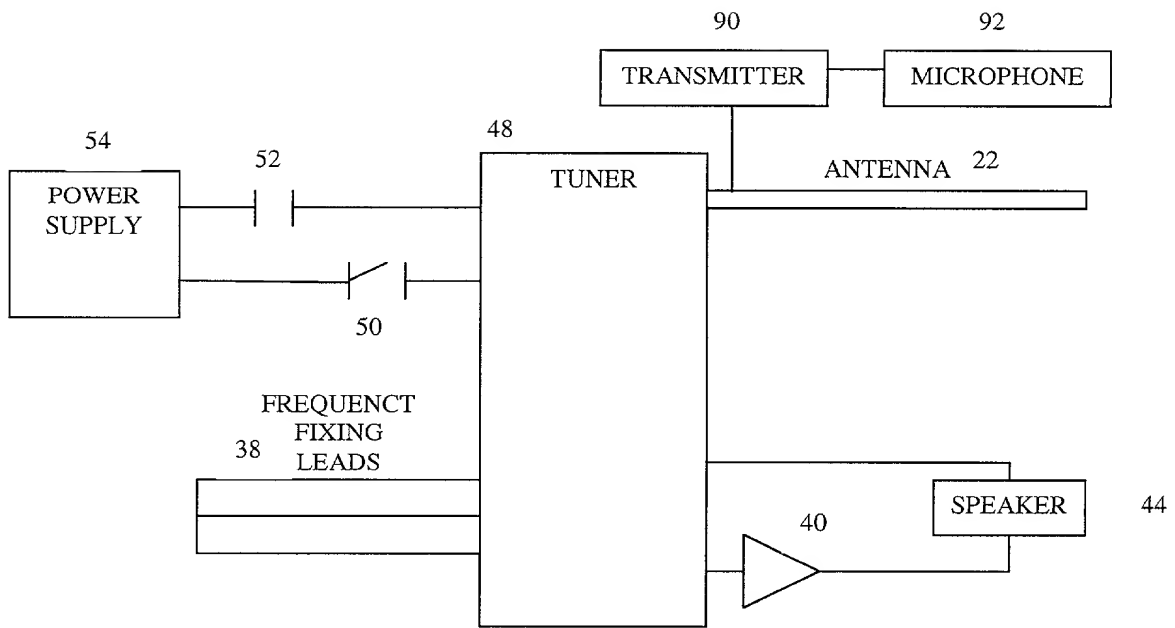 90
92
TRANSMITTER
MICROPHONE
48
54
52
TUNER
ANTENNA
22
POWER
SUPPLY
50
FREQUENCT
FIXING
LEADS
38
SPEAKER
44
40